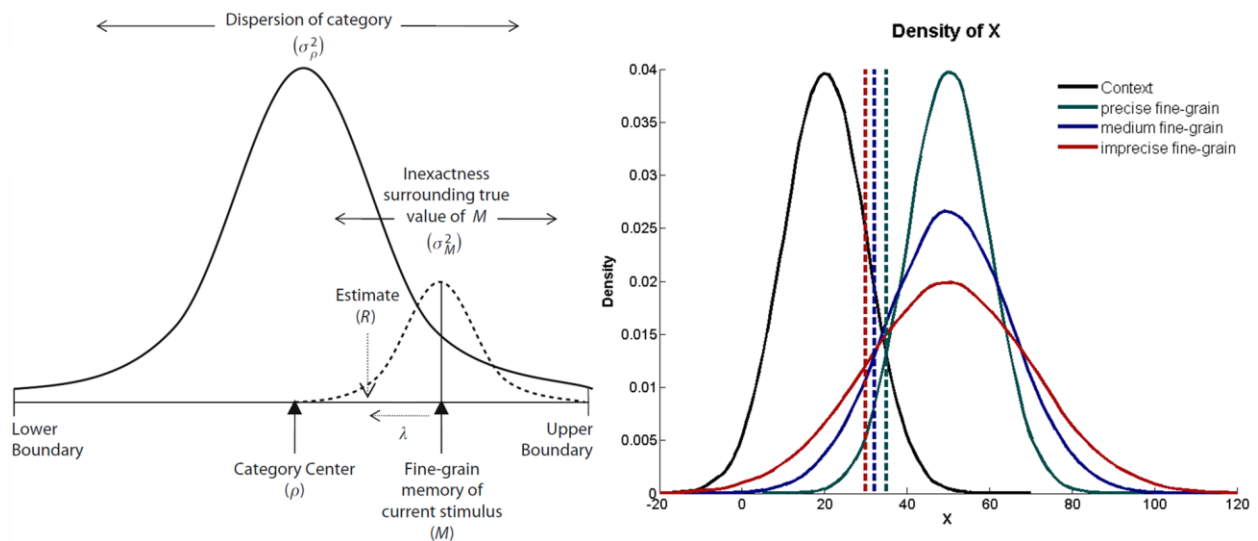 Dispersion of category
(σ²ρ)
Inexactness
surrounding true
value of M
(σ²M)
Estimate
(R)
λ
Lower
Boundary
Upper
Boundary
Category Center
(ρ)
Fine-grain
memory of
current stimulus
(M)
Density of X
Context
precise fine-grain
medium fine-grain
imprecise fine-grain
Density
0.04
0.035
0.03
0.025
0.02
0.015
0.01
0.005
0
-20 0 20 40 60 80 100 120
X